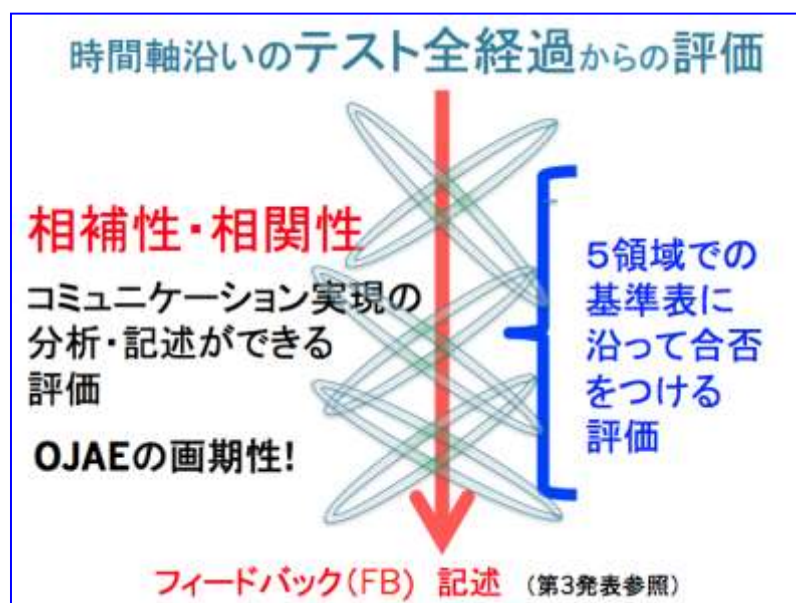 時間軸沿いのテスト全経過からの評価
相補性・相関性
コミュニケーション実現の
分析・記述ができる
評価
OJAEの画期性!
5領域での
基準表に
沿って合否
をつける
評価
フィードバック(FB) 記述 (第3発表参照)